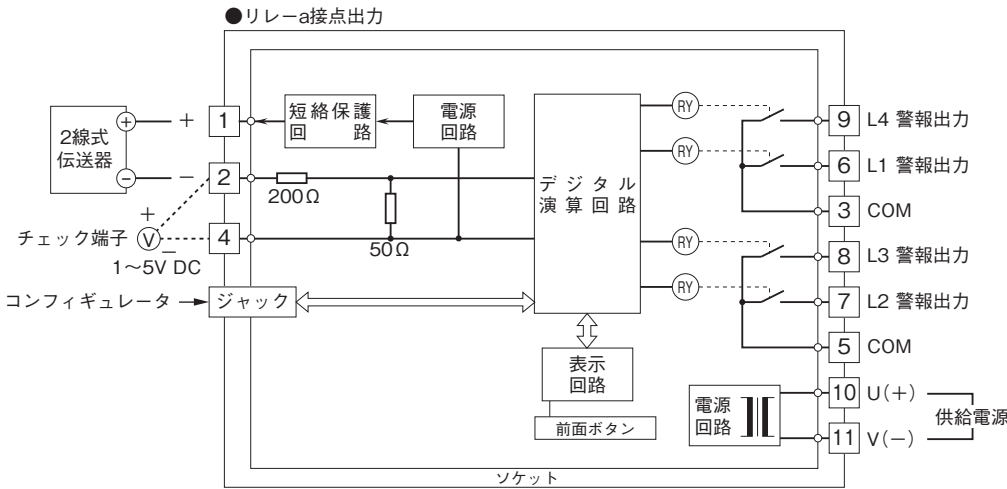 ●リレーa接点出力
2線式
伝送器
+
−
+
−
1
2
4
短絡保護
回　路
電源
回路
200Ω
50Ω
+
−
V
チェック端子
1〜5V DC
コンフィギュレータ
ジャック
デジタル
演算回路
RY
RY
RY
RY
表示
回路
前面ボタン
電源
回路
9 L4 警報出力
6 L1 警報出力
3 COM
8 L3 警報出力
7 L2 警報出力
5 COM
10 U(+)
11 V(−)
供給電源
ソケット